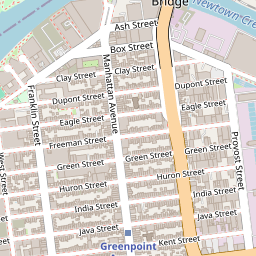 Ash Street
Bridge
Newtown Cre
Box Street
Clay Street
Clay Street
Dupont Street
Dupont Street
Eagle Street
Eagle Street
Manhattan Avenue
Franklin Street
Freeman Street
Green Street
Green Street
Green Street
Provost Street
West Street
Huron Street
Huron Street
India Street
India Street
Java Street
Java Street
Greenpoint
Kent Street